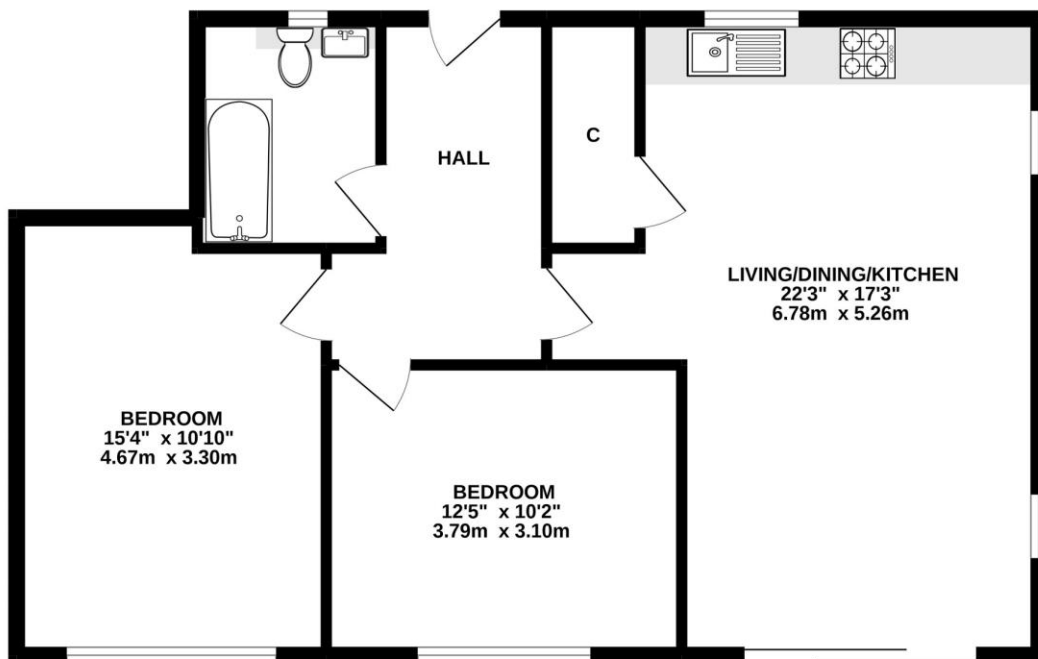 HALL
C
LIVING/DINING/KITCHEN
22'3" x 17'3"
6.78m x 5.26m
BEDROOM
15'4" x 10'10"
4.67m x 3.30m
BEDROOM
12'5" x 10'2"
3.79m x 3.10m